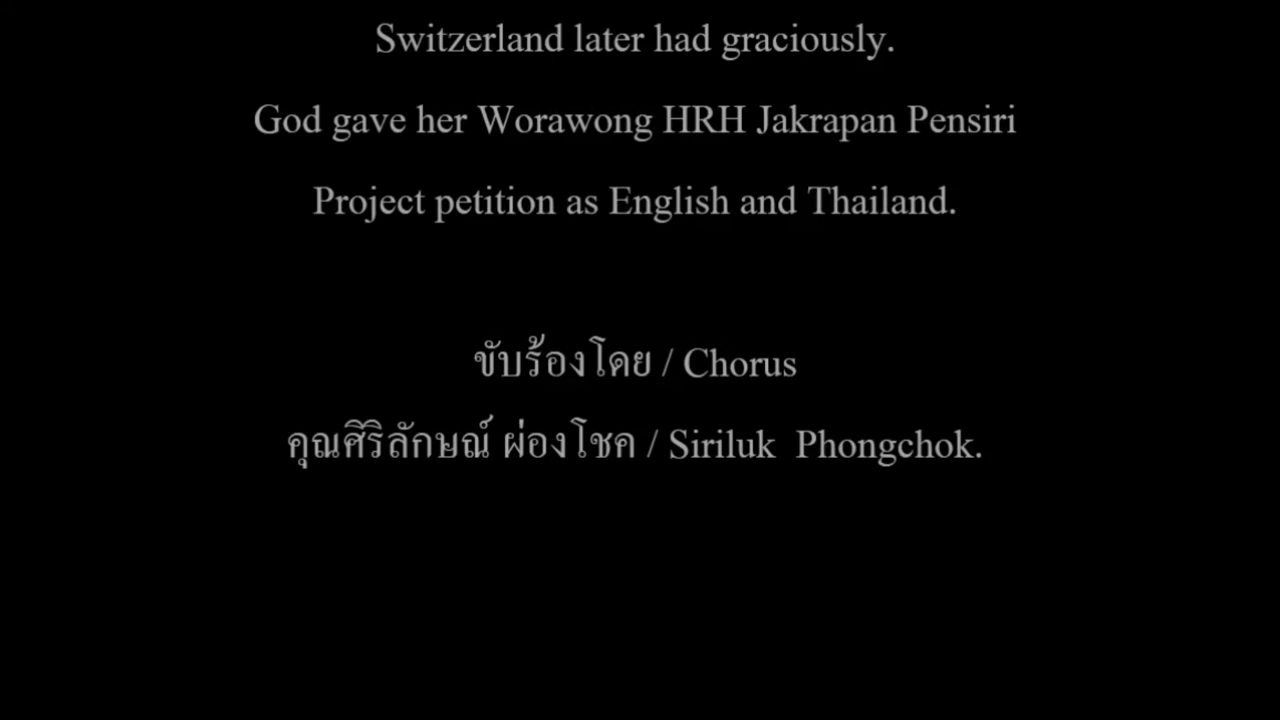 Switzerland later had graciously.
God gave her Worawong HRH Jakrapan Pensiri
Project petition as English and Thailand.
ขับร้องโดย / Chorus
คุณศิริลักษณ์ ผ่องโชค / Siriluk Phongchok.